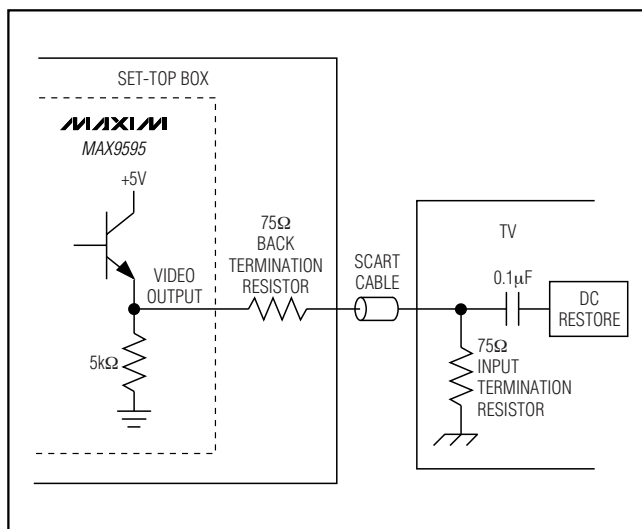 SET-TOP BOX
MAXIM
MAX9595
+5V
VIDEO
OUTPUT
5kΩ
75Ω
BACK
TERMINATION
RESISTOR
SCART
CABLE
TV
0.1μF
DC
RESTORE
75Ω
INPUT
TERMINATION
RESISTOR